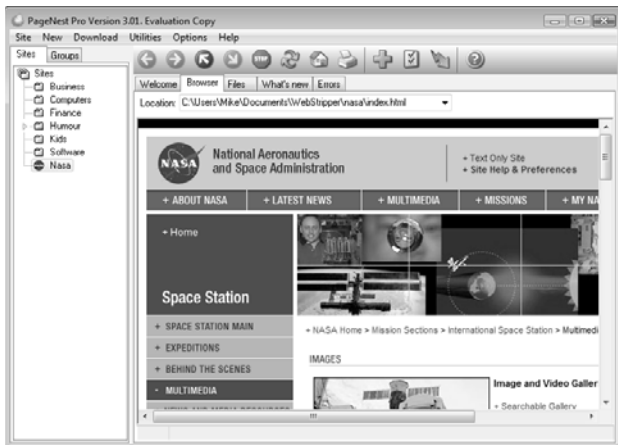 PageNest Pro Version 3.01. Evaluation Copy
Site New Download Utilities Options Help
Sites Groups
Sites
Business
Computers
Finance
Humour
Kids
Software
Nasa
STOP
Welcome Browser Files What's new Errors
Location: C:\Users\Mike\Documents\WebStripper\nasa\index.html
NASA
National Aeronautics
and Space Administration
+ Text Only Site
+ Site Help & Preferences
+ ABOUT NASA + LATEST NEWS + MULTIMEDIA + MISSIONS + MY NA
+ Home
Space Station
+ SPACE STATION MAIN
+ EXPEDITIONS
+ BEHIND THE SCENES
- MULTIMEDIA
+ NASA Home > Mission Sections > International Space Station > Multimedi
IMAGES
Image and Video Galler
+ Searchable Gallery